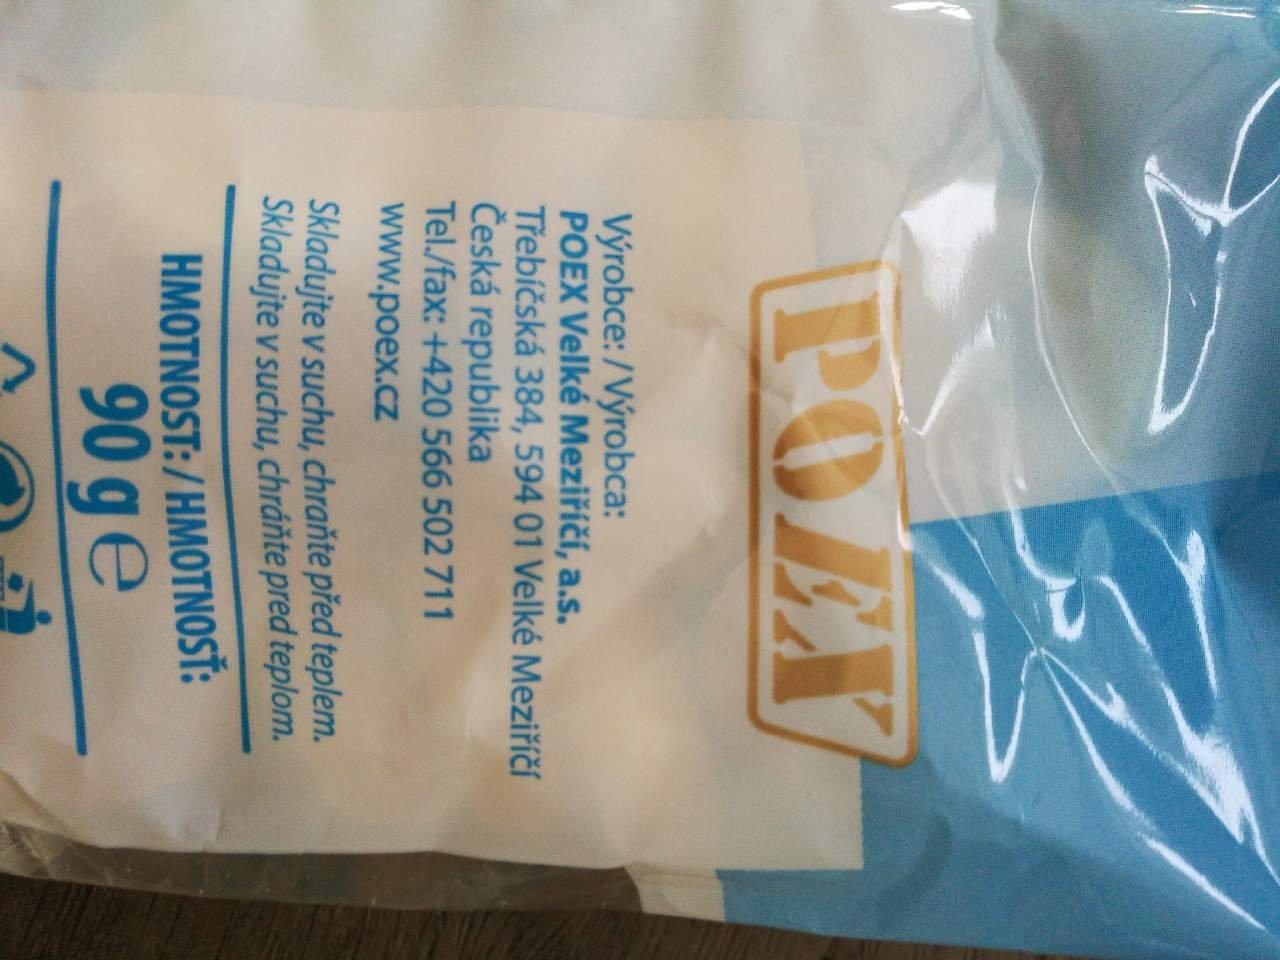 POEX
Výrobce: / Výrobca:
POEX Velké Meziříčí, a.s.
Třebíčská 384, 594 01 Velké Meziříčí
Česká republika
Tel./fax: +420 566 502 711
www.poex.cz
Skladujte v suchu, chraňte před teplem.
Skladujte v suchu, chráňte pred teplom.
HMOTNOST: / HMOTNOSŤ:
90 g ℮